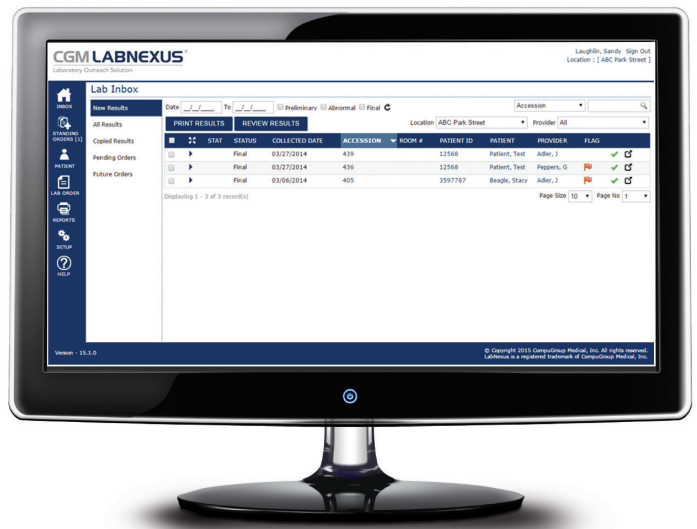 CGM LABNEXUS®
Laboratory Outreach Solution
Laughlin, Sandy Sign Out
Location : [ ABC Park Street ]
INBOX
STANDING ORDERS [1]
PATIENT
LAB ORDER
REPORTS
SETUP
HELP
Lab Inbox
New Results
All Results
Copied Results
Pending Orders
Future Orders
Date __/__/____ To __/__/____ Preliminary Abnormal Final Accession
PRINT RESULTS REVIEW RESULTS Location ABC Park Street Provider All
STAT STATUS COLLECTED DATE ACCESSION ROOM # PATIENT ID PATIENT PROVIDER FLAG
Final 03/27/2014 439 12568 Patient, Test Adler, J
Final 03/27/2014 436 12568 Patient, Test Peppers, G
Final 03/06/2014 405 3597787 Beagle, Stacy Adler, J
Displaying 1 - 3 of 3 record(s) Page Size 10 Page No 1
Version - 15.1.0
© Copyright 2015 CompuGroup Medical, Inc. All rights reserved.
LabNexus is a registered trademark of CompuGroup Medical, Inc.